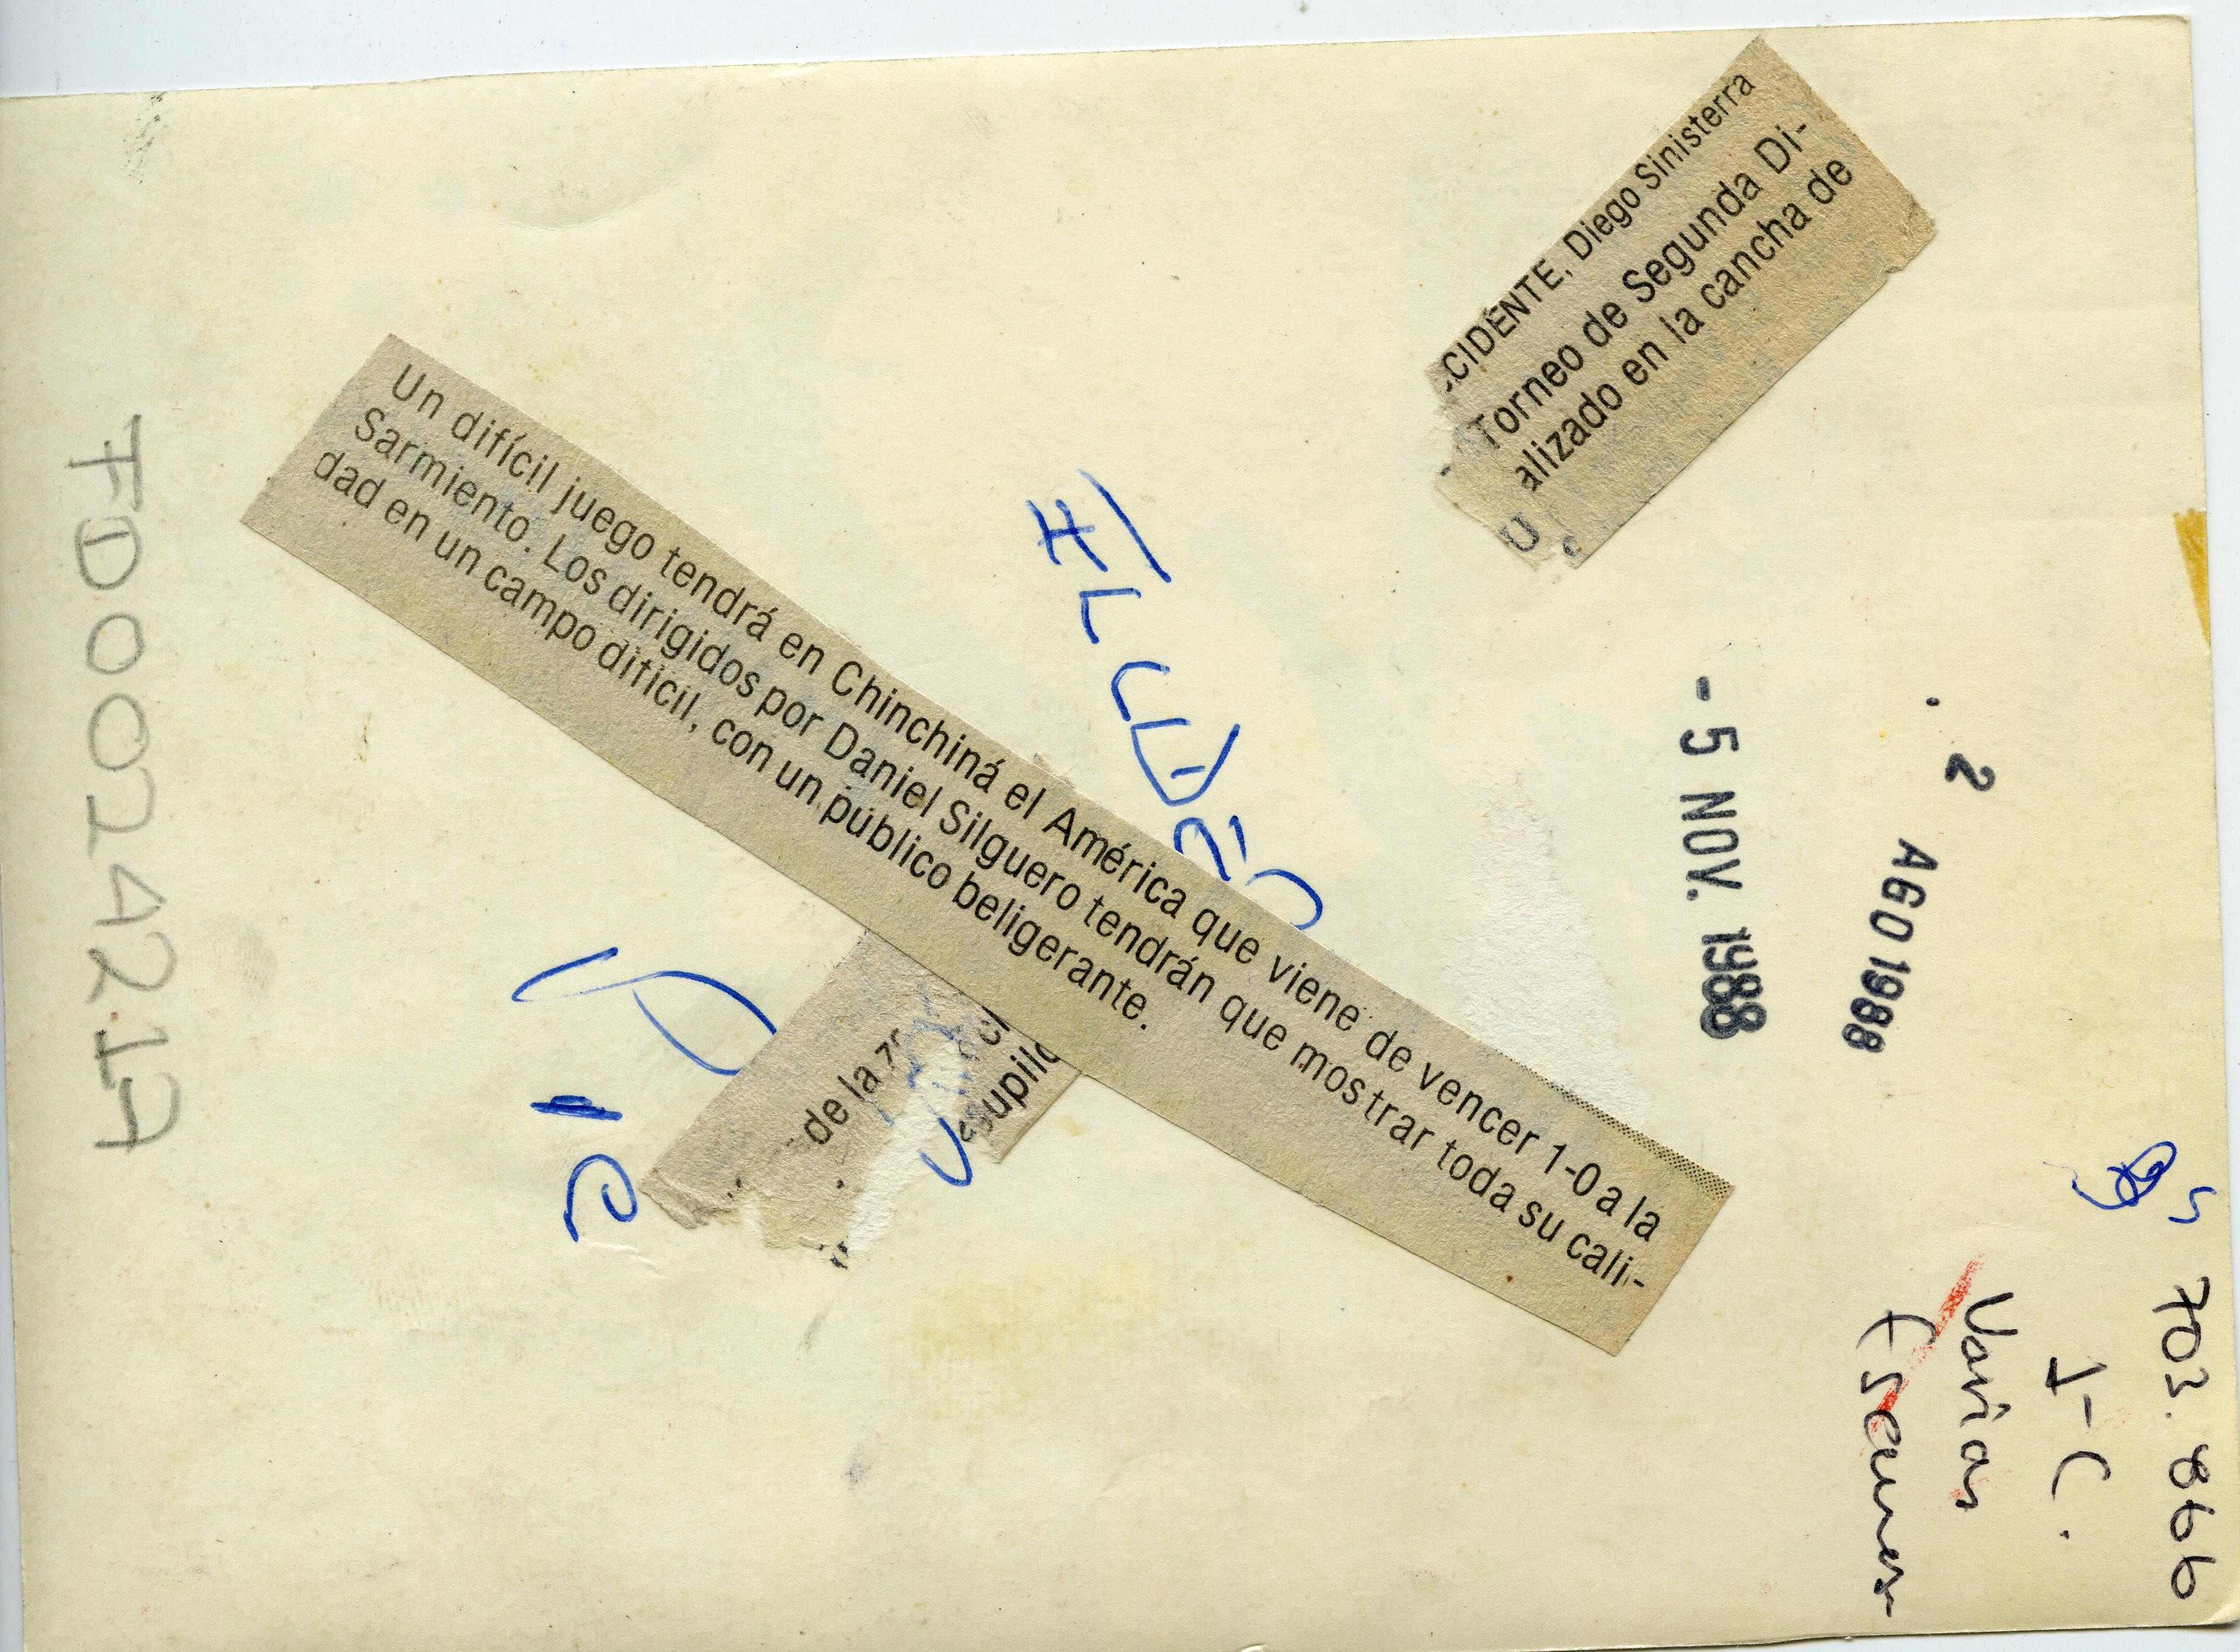 CIDENTE, Diego Sinisterra
Torneo de Segunda Di-
alizado en la cancha de
Un difícil juego tendrá en Chinchiná el América que viene de vencer 1-0 a la
Sarmiento. Los dirigidos por Daniel Silguero tendrán que mostrar toda su cali-
dad en un campo difícil, con un público beligerante.
de la
supilo
- 5 NOV. 1988
2 AGO 1988
703.866
I-C.
Varios
FD002421A